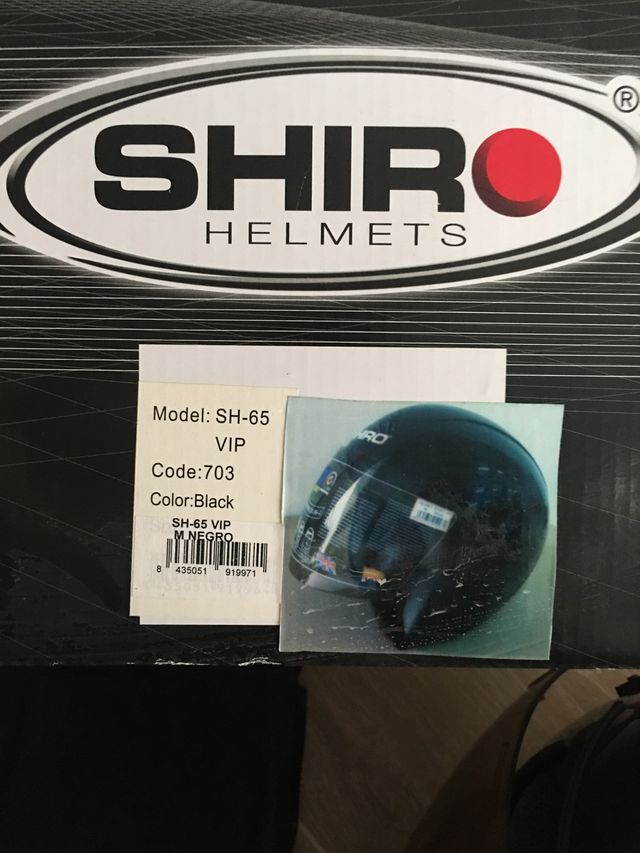 SHIRO
®
HELMETS
Model: SH-65
VIP
Code:703
Color:Black
SH-65 VIP
M NEGRO
8 435051 919971